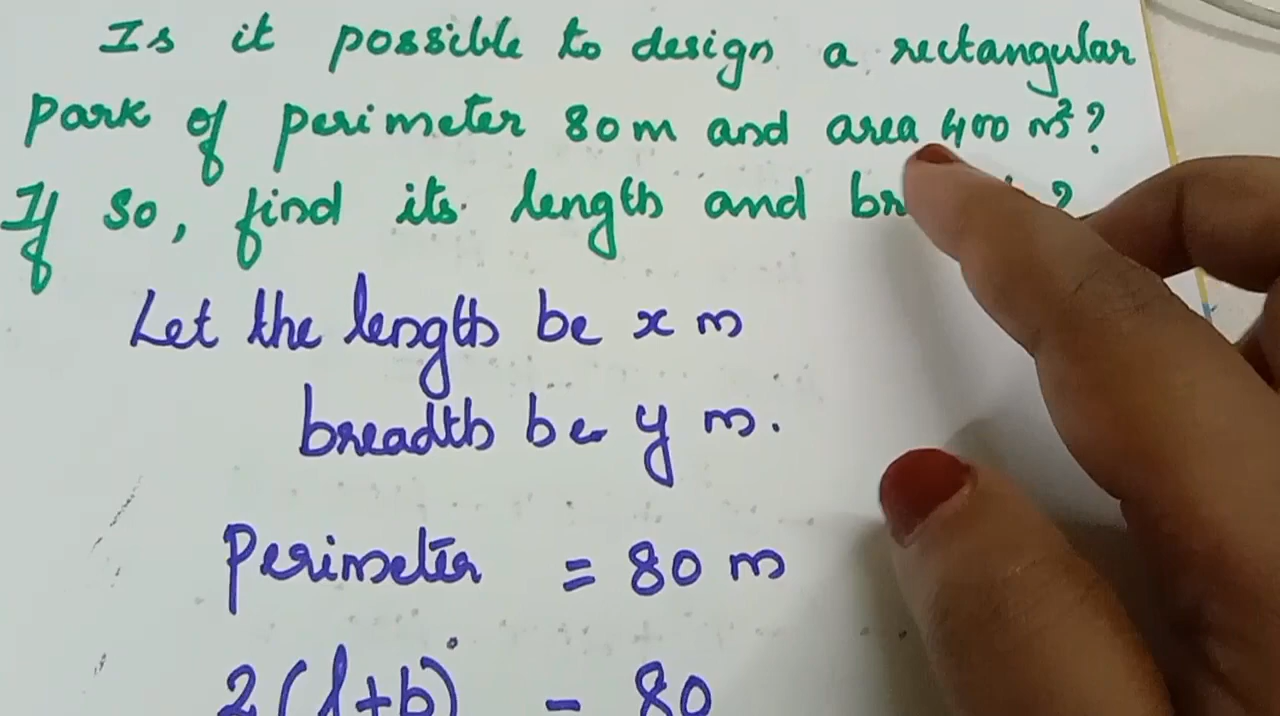 Is it possible to design a rectangular
park of perimeter 80m and area 400 m²?
If so, find its length and ?
Let the length be x m
breadth be y m.
Perimeter = 80 m
2(l+b) = 80